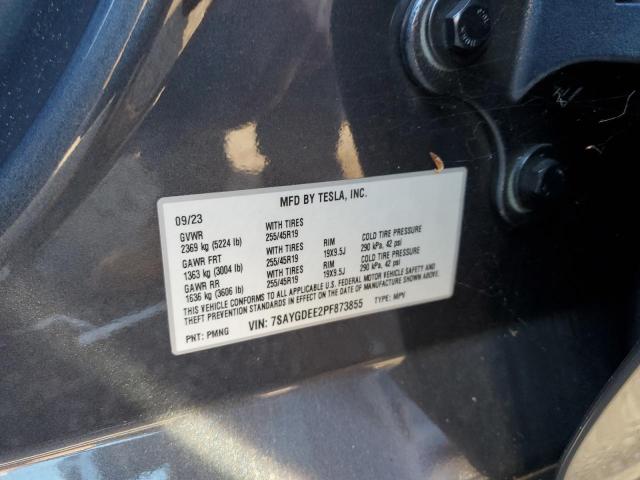 MFD BY TESLA, INC.
09/23
GVWR WITH TIRES
2369 kg (5224 lb) 255/45R19 RIM COLD TIRE PRESSURE
GAWR FRT WITH TIRES 19X9.5J 290 kPa, 42 psi
1363 kg (3004 lb) 255/45R19 RIM COLD TIRE PRESSURE
GAWR RR WITH TIRES 19X9.5J 290 kPa, 42 psi
1636 kg (3606 lb) 255/45R19
THIS VEHICLE CONFORMS TO ALL APPLICABLE U.S. FEDERAL MOTOR VEHICLE SAFETY AND
THEFT PREVENTION STANDARDS IN EFFECT ON THE DATE OF MANUFACTURE SHOWN ABOVE.
PNT: PMNG VIN: 7SAYGDEE2PF873855 TYPE: MPV